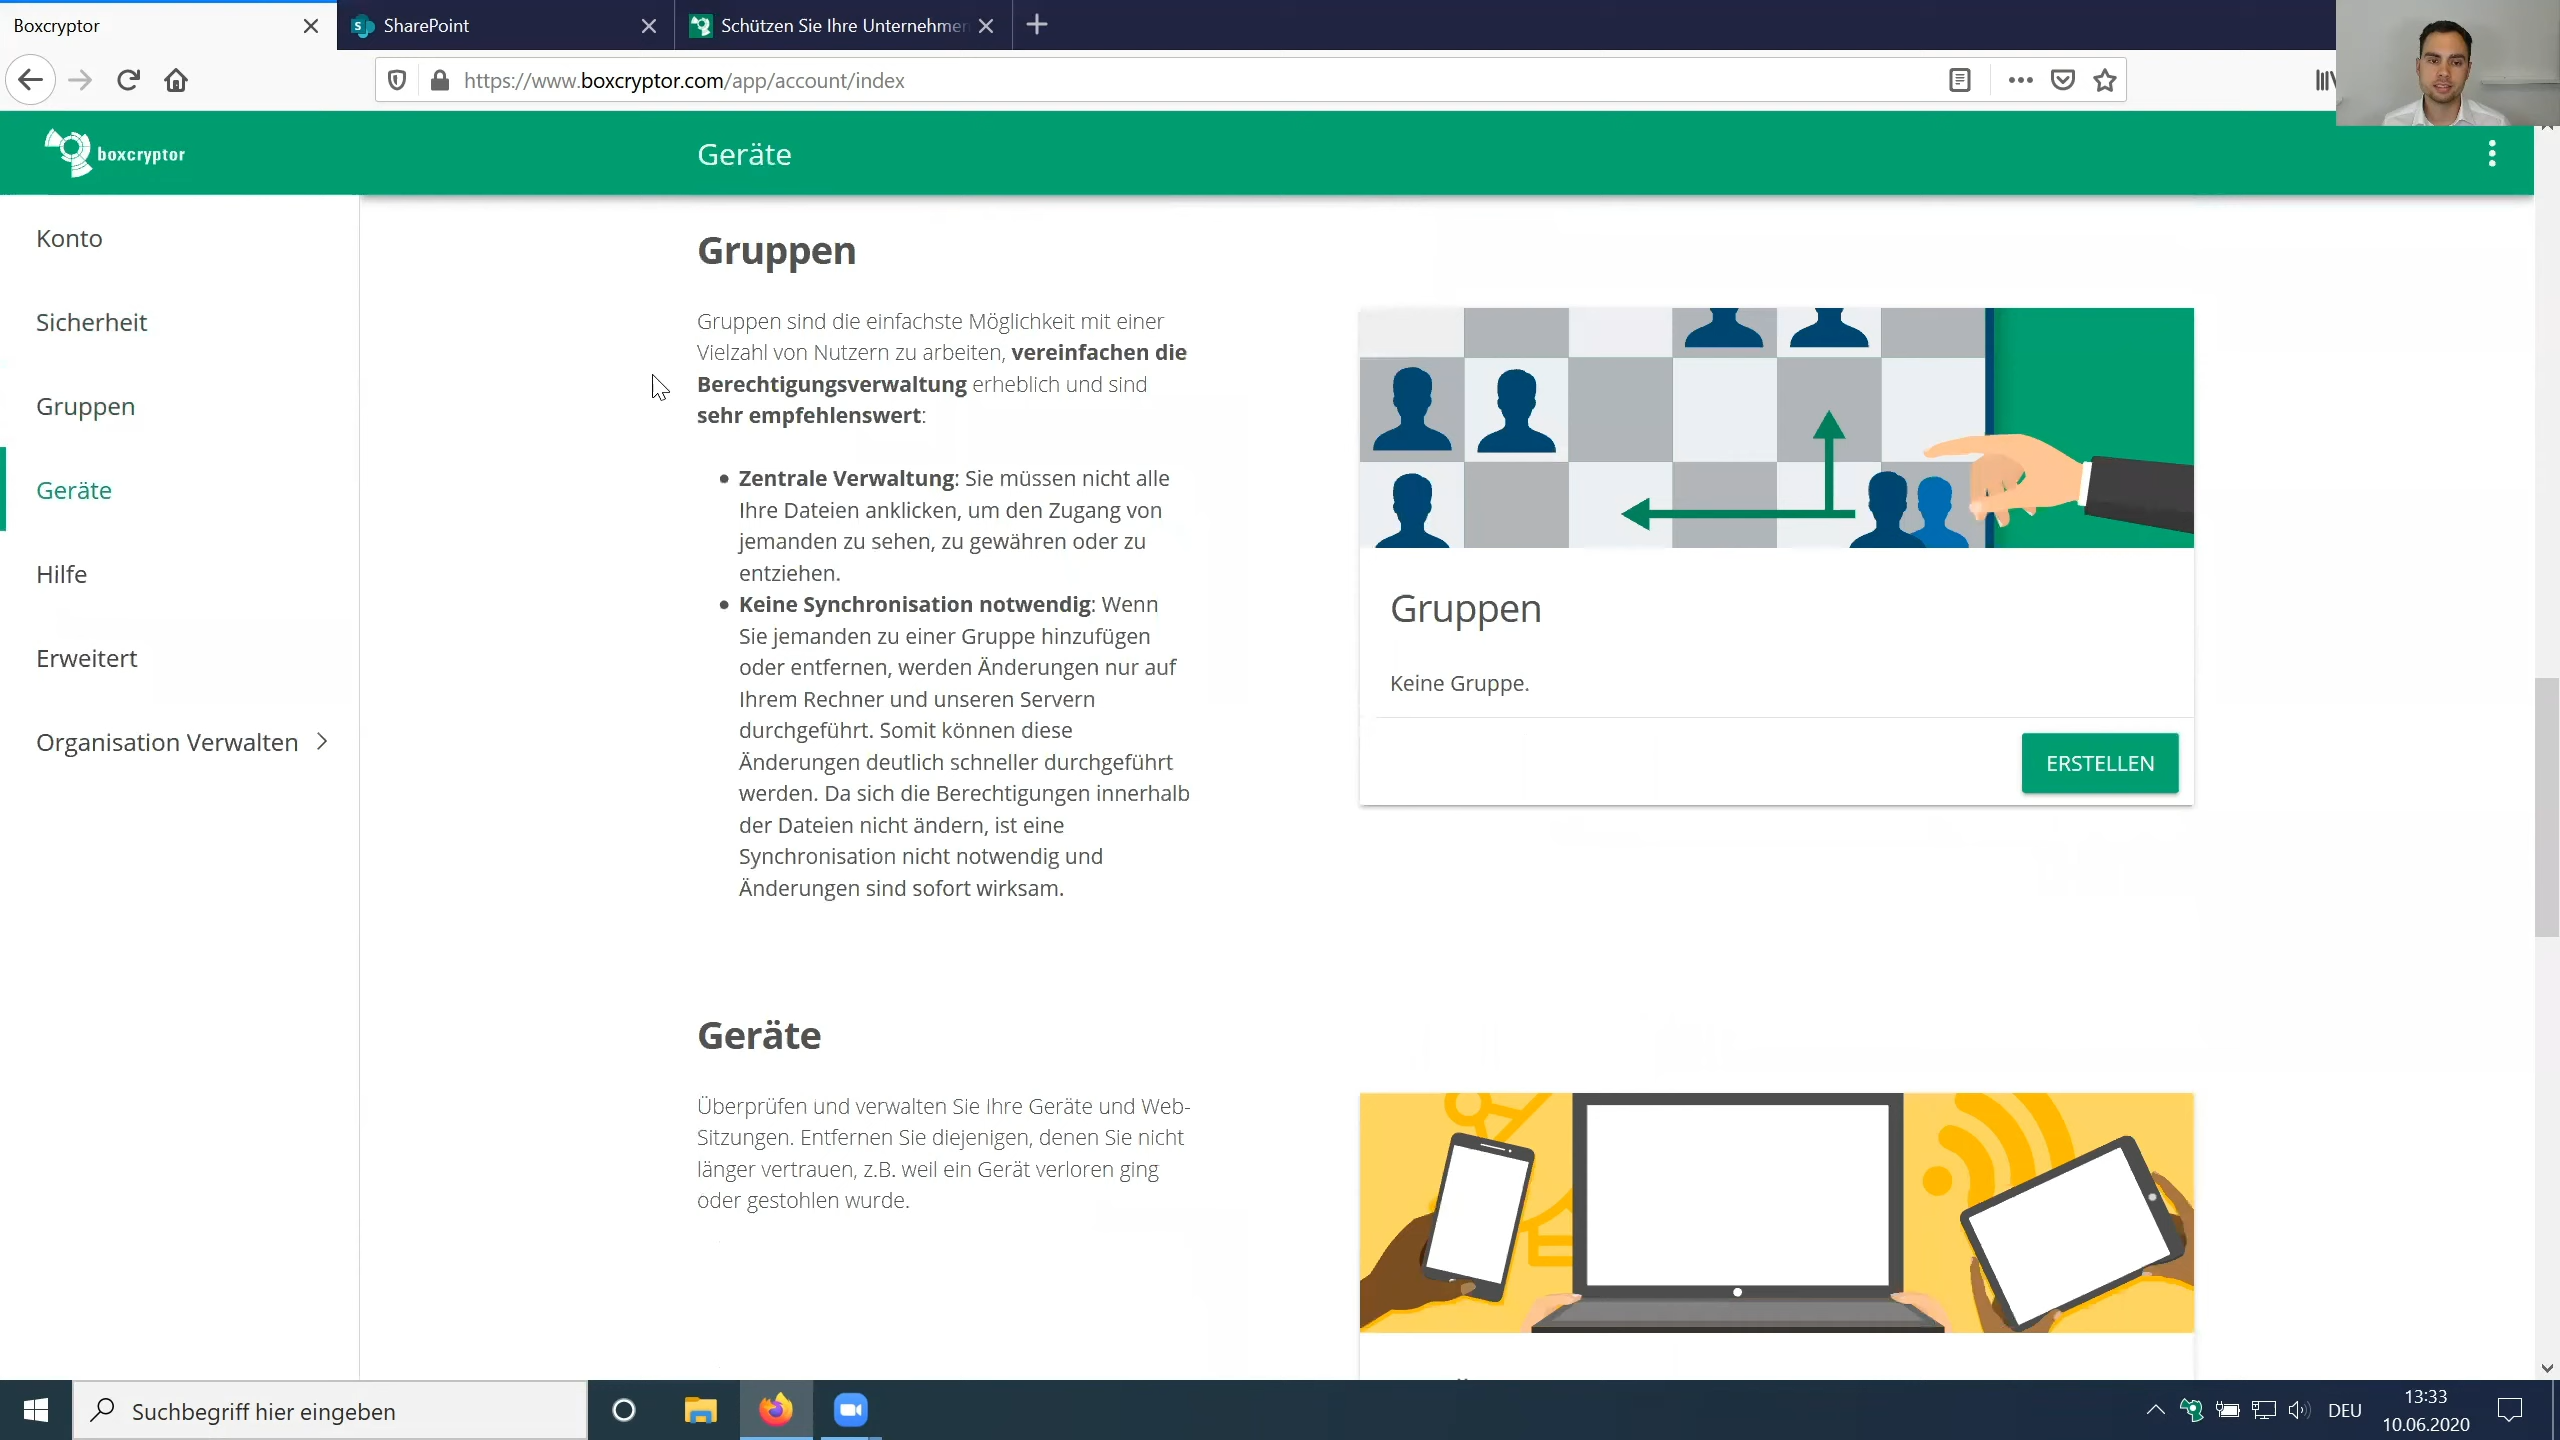 Boxcryptor
SharePoint
Schützen Sie Ihre Unternehmen
https://www.boxcryptor.com/app/account/index
boxcryptor
Geräte
Konto
Sicherheit
Gruppen
Geräte
Hilfe
Erweitert
Organisation Verwalten
Gruppen
Gruppen sind die einfachste Möglichkeit mit einer
Vielzahl von Nutzern zu arbeiten, vereinfachen die
Berechtigungsverwaltung erheblich und sind
sehr empfehlenswert:
• Zentrale Verwaltung: Sie müssen nicht alle
Ihre Dateien anklicken, um den Zugang von
jemanden zu sehen, zu gewähren oder zu
entziehen.
• Keine Synchronisation notwendig: Wenn
Sie jemanden zu einer Gruppe hinzufügen
oder entfernen, werden Änderungen nur auf
Ihrem Rechner und unseren Servern
durchgeführt. Somit können diese
Änderungen deutlich schneller durchgeführt
werden. Da sich die Berechtigungen innerhalb
der Dateien nicht ändern, ist eine
Synchronisation nicht notwendig und
Änderungen sind sofort wirksam.
Gruppen
Keine Gruppe.
ERSTELLEN
Geräte
Überprüfen und verwalten Sie Ihre Geräte und Web-
Sitzungen. Entfernen Sie diejenigen, denen Sie nicht
länger vertrauen, z.B. weil ein Gerät verloren ging
oder gestohlen wurde.
Suchbegriff hier eingeben
DEU
13:33
10.06.2020